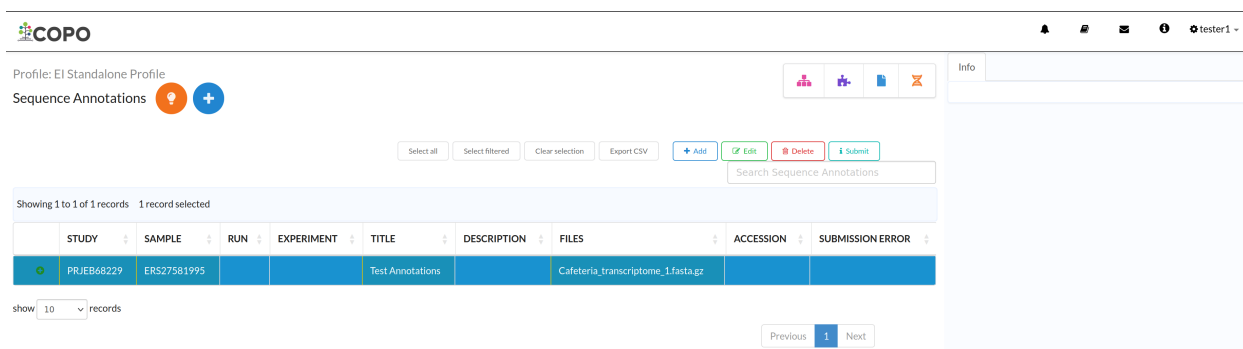 COPO
tester1
Profile: EI Standalone Profile
Info
Sequence Annotations
Select all Select filtered Clear selection Export CSV + Add Edit Delete i Submit
Search Sequence Annotations
Showing 1 to 1 of 1 records 1 record selected
STUDY SAMPLE RUN EXPERIMENT TITLE DESCRIPTION FILES ACCESSION SUBMISSION ERROR
PRJEB68229 ERS27581995 Test Annotations Cafeteria_transcriptome_1.fasta.gz
show 10 records
Previous 1 Next